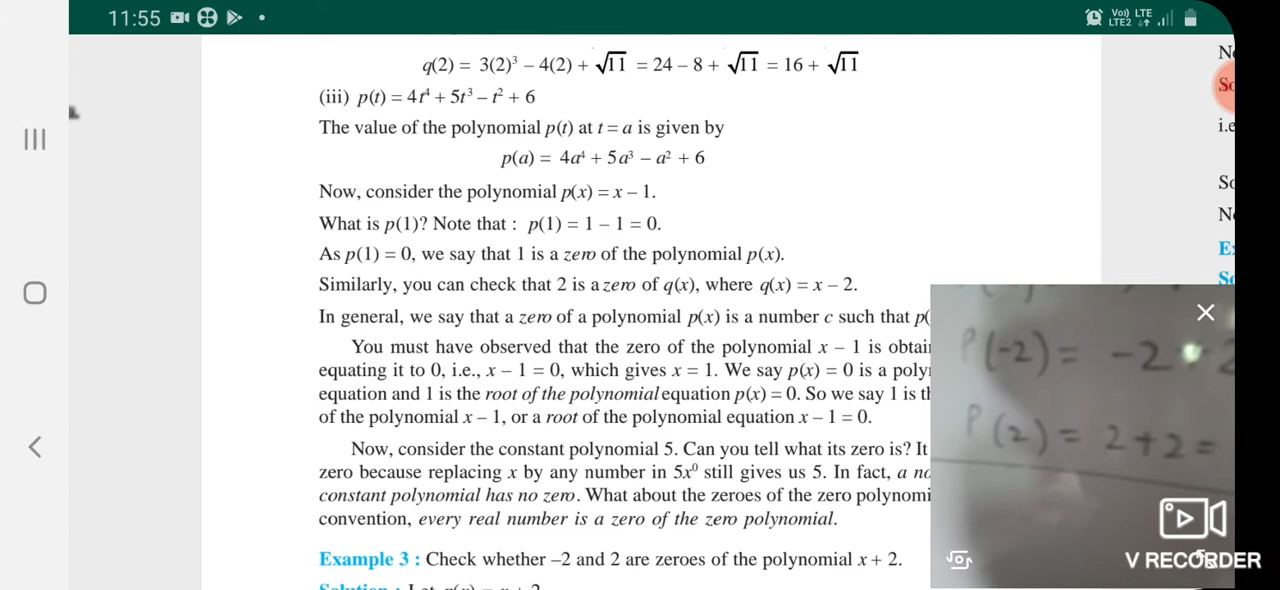 11:55
Vo)) LTE
LTE2
q(2) = 3(2)³ – 4(2) + √11 = 24 – 8 + √11 = 16 + √11
(iii) p(t) = 4t⁴ + 5t³ – t² + 6
The value of the polynomial p(t) at t = a is given by
p(a) = 4a⁴ + 5a³ – a² + 6
Now, consider the polynomial p(x) = x – 1.
What is p(1)? Note that : p(1) = 1 – 1 = 0.
As p(1) = 0, we say that 1 is a zero of the polynomial p(x).
Similarly, you can check that 2 is a zero of q(x), where q(x) = x – 2.
In general, we say that a zero of a polynomial p(x) is a number c such that p(
You must have observed that the zero of the polynomial x – 1 is obtai
equating it to 0, i.e., x – 1 = 0, which gives x = 1. We say p(x) = 0 is a poly
equation and 1 is the root of the polynomial equation p(x) = 0. So we say 1 is t
of the polynomial x – 1, or a root of the polynomial equation x – 1 = 0.
Now, consider the constant polynomial 5. Can you tell what its zero is? It
zero because replacing x by any number in 5x⁰ still gives us 5. In fact, a no
constant polynomial has no zero. What about the zeroes of the zero polynomi
convention, every real number is a zero of the zero polynomial.
Example 3 : Check whether –2 and 2 are zeroes of the polynomial x + 2.
i.e
P(-2) = -2 + 2
P(2) = 2+2 =
V RECORDER